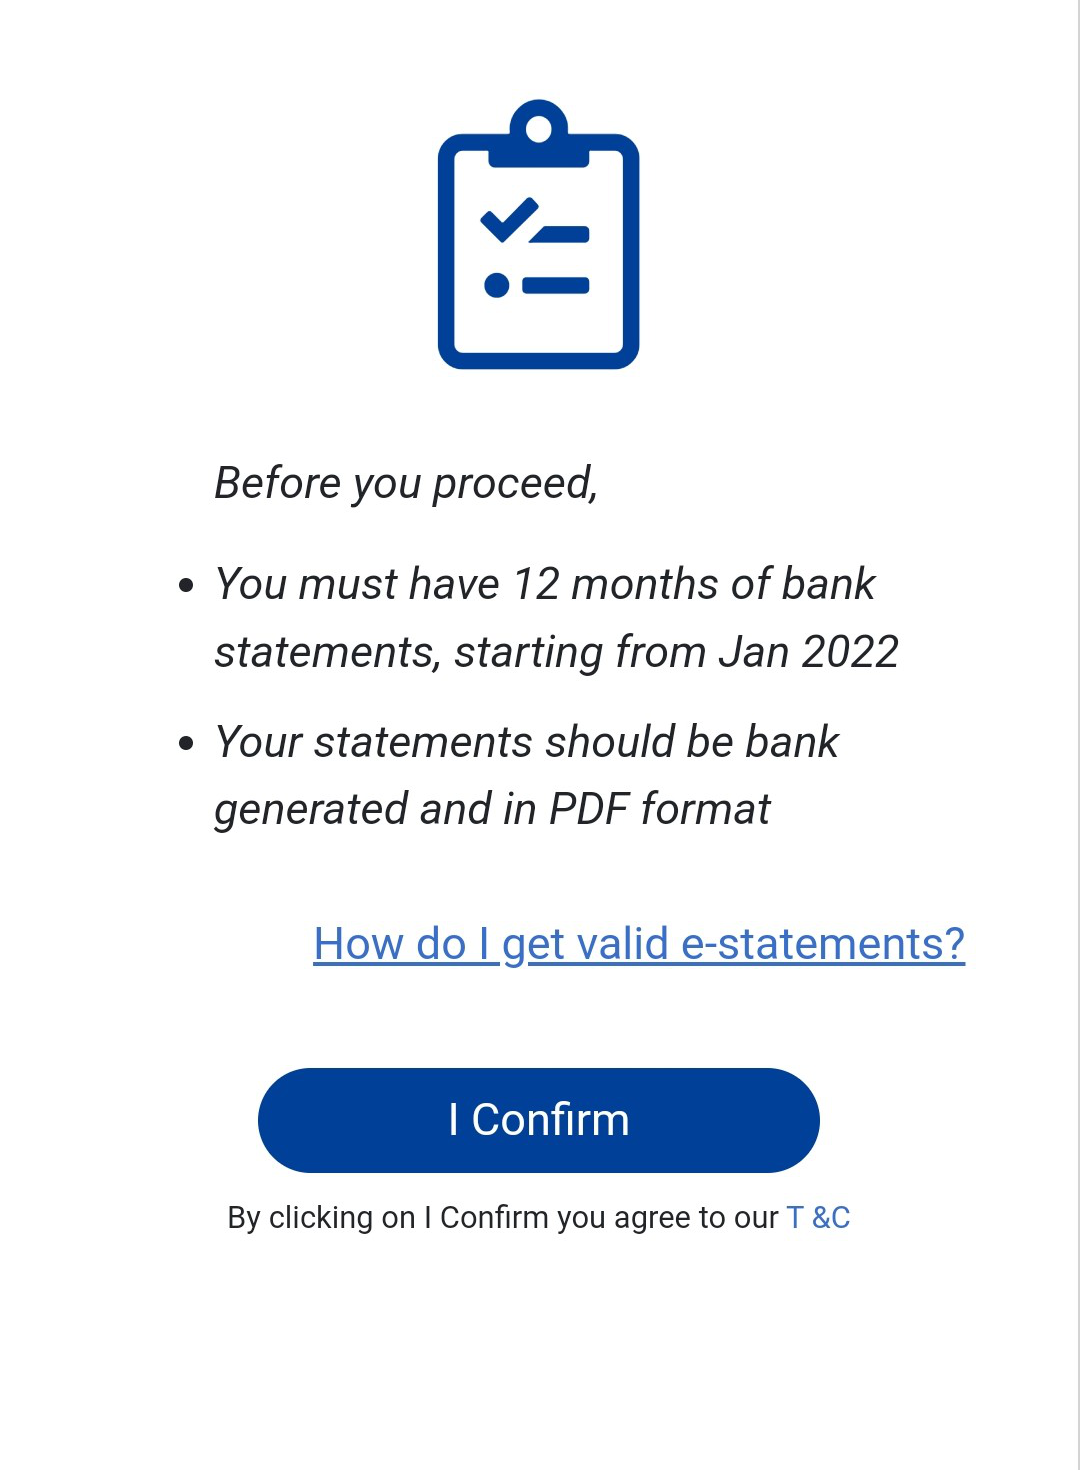 Before you proceed,
• You must have 12 months of bank
statements, starting from Jan 2022
• Your statements should be bank
generated and in PDF format
How do I get valid e-statements?
I Confirm
By clicking on I Confirm you agree to our T &C